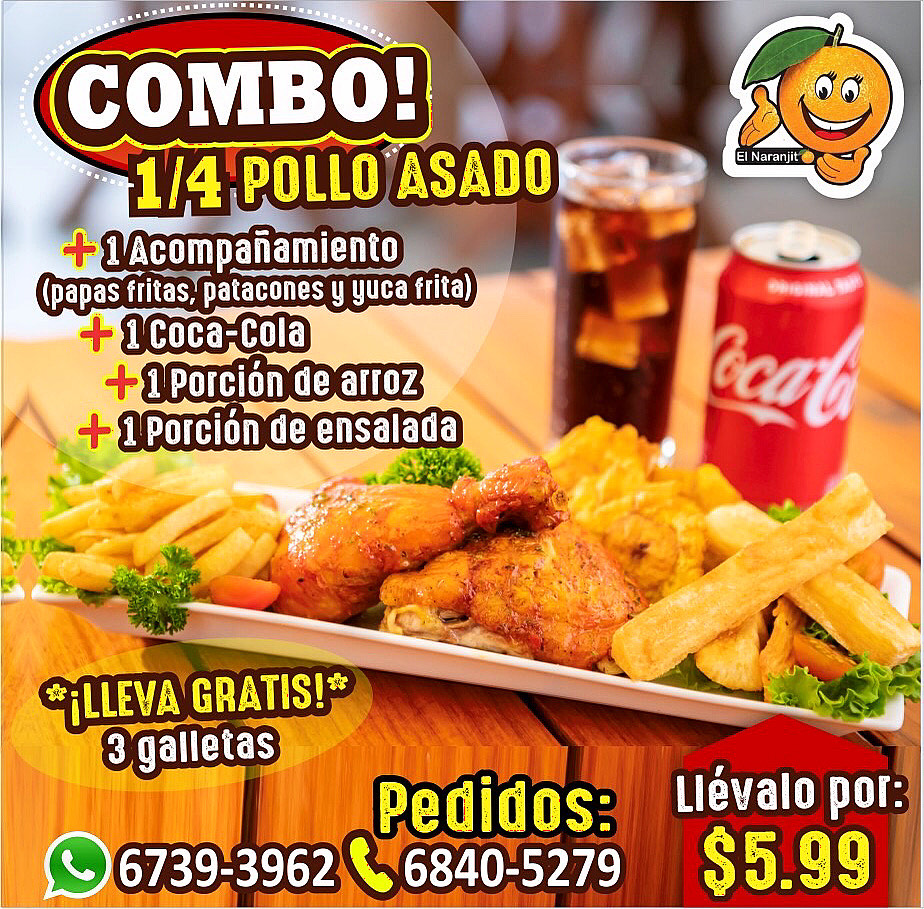 COMBO!
El Naranjit
1/4 POLLO ASADO
+ 1 Acompañamiento
(papas fritas, patacones y yuca frita)
+ 1 Coca-Cola
+ 1 Porción de arroz
+ 1 Porción de ensalada
ORIGINAL
Coca-C
*¡LLEVA GRATIS!*
3 galletas
Pedidos:
6739-3962 6840-5279
Llévalo por:
$5.99